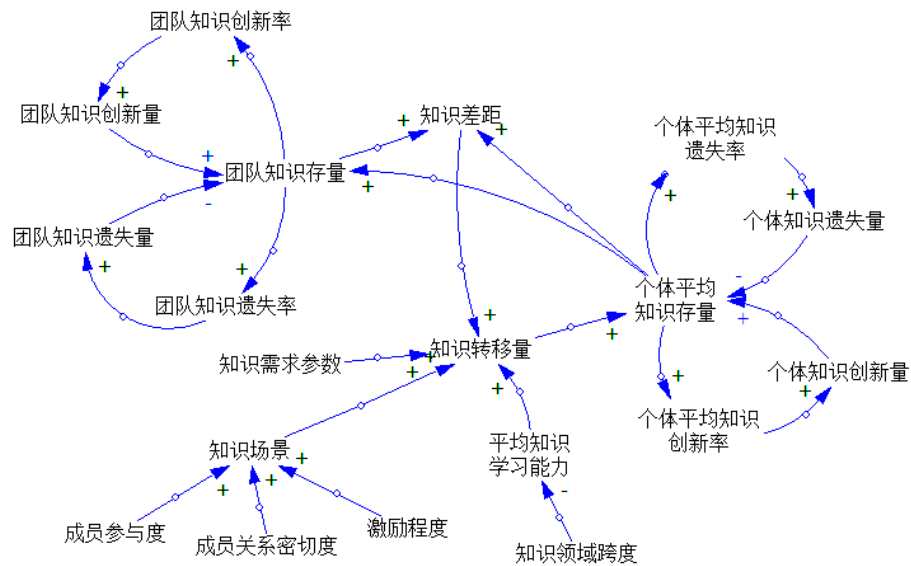 团队知识创新率
团队知识创新量
知识差距
个体平均知识
遗失率
团队知识存量
个体知识遗失量
团队知识遗失量
个体平均
知识存量
团队知识遗失率
知识转移量
知识需求参数
个体知识创新量
个体平均知识
创新率
知识场景
平均知识
学习能力
成员参与度
成员关系密切度
激励程度
知识领域跨度